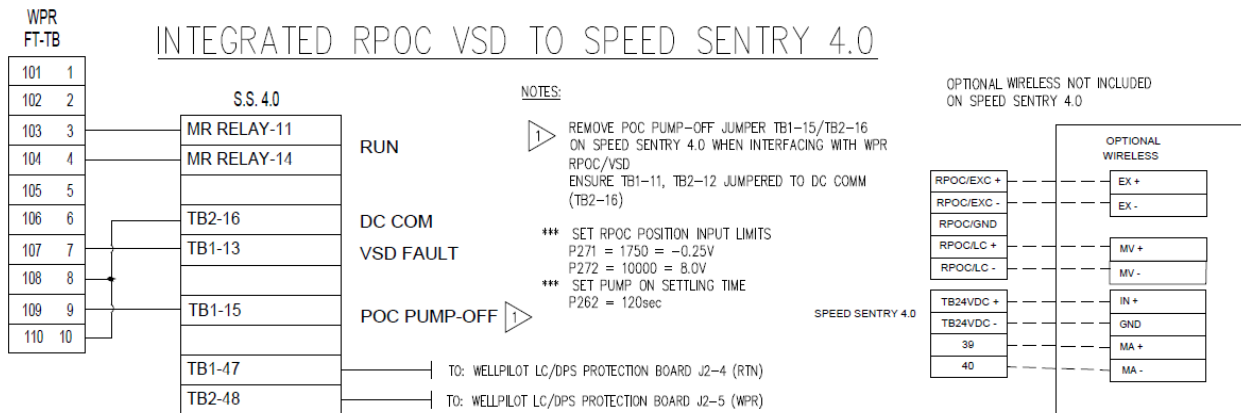 WPR
FT-TB
INTEGRATED RPOC VSD TO SPEED SENTRY 4.0
101 1
102 2
103 3
104 4
105 5
106 6
107 7
108 8
109 9
110 10
S.S. 4.0
MR RELAY-11
MR RELAY-14
TB2-16
TB1-13
TB1-15
TB1-47
TB2-48
RUN
DC COM
VSD FAULT
POC PUMP-OFF 1
TO: WELLPILOT LC/DPS PROTECTION BOARD J2-4 (RTN)
TO: WELLPILOT LC/DPS PROTECTION BOARD J2-5 (WPR)
NOTES:
1 REMOVE POC PUMP-OFF JUMPER TB1-15/TB2-16
ON SPEED SENTRY 4.0 WHEN INTERFACING WITH WPR
RPOC/VSD
ENSURE TB1-11, TB2-12 JUMPERED TO DC COMM
(TB2-16)
*** SET RPOC POSITION INPUT LIMITS
P271 = 1750 = -0.25V
P272 = 10000 = 8.0V
*** SET PUMP ON SETTLING TIME
P262 = 120sec
OPTIONAL WIRELESS NOT INCLUDED
ON SPEED SENTRY 4.0
OPTIONAL
WIRELESS
RPOC/EXC + EX +
RPOC/EXC - EX -
RPOC/GND
RPOC/LC + MV +
RPOC/LC - MV -
SPEED SENTRY 4.0
TB24VDC + IN +
TB24VDC - GND
39 MA +
40 MA -